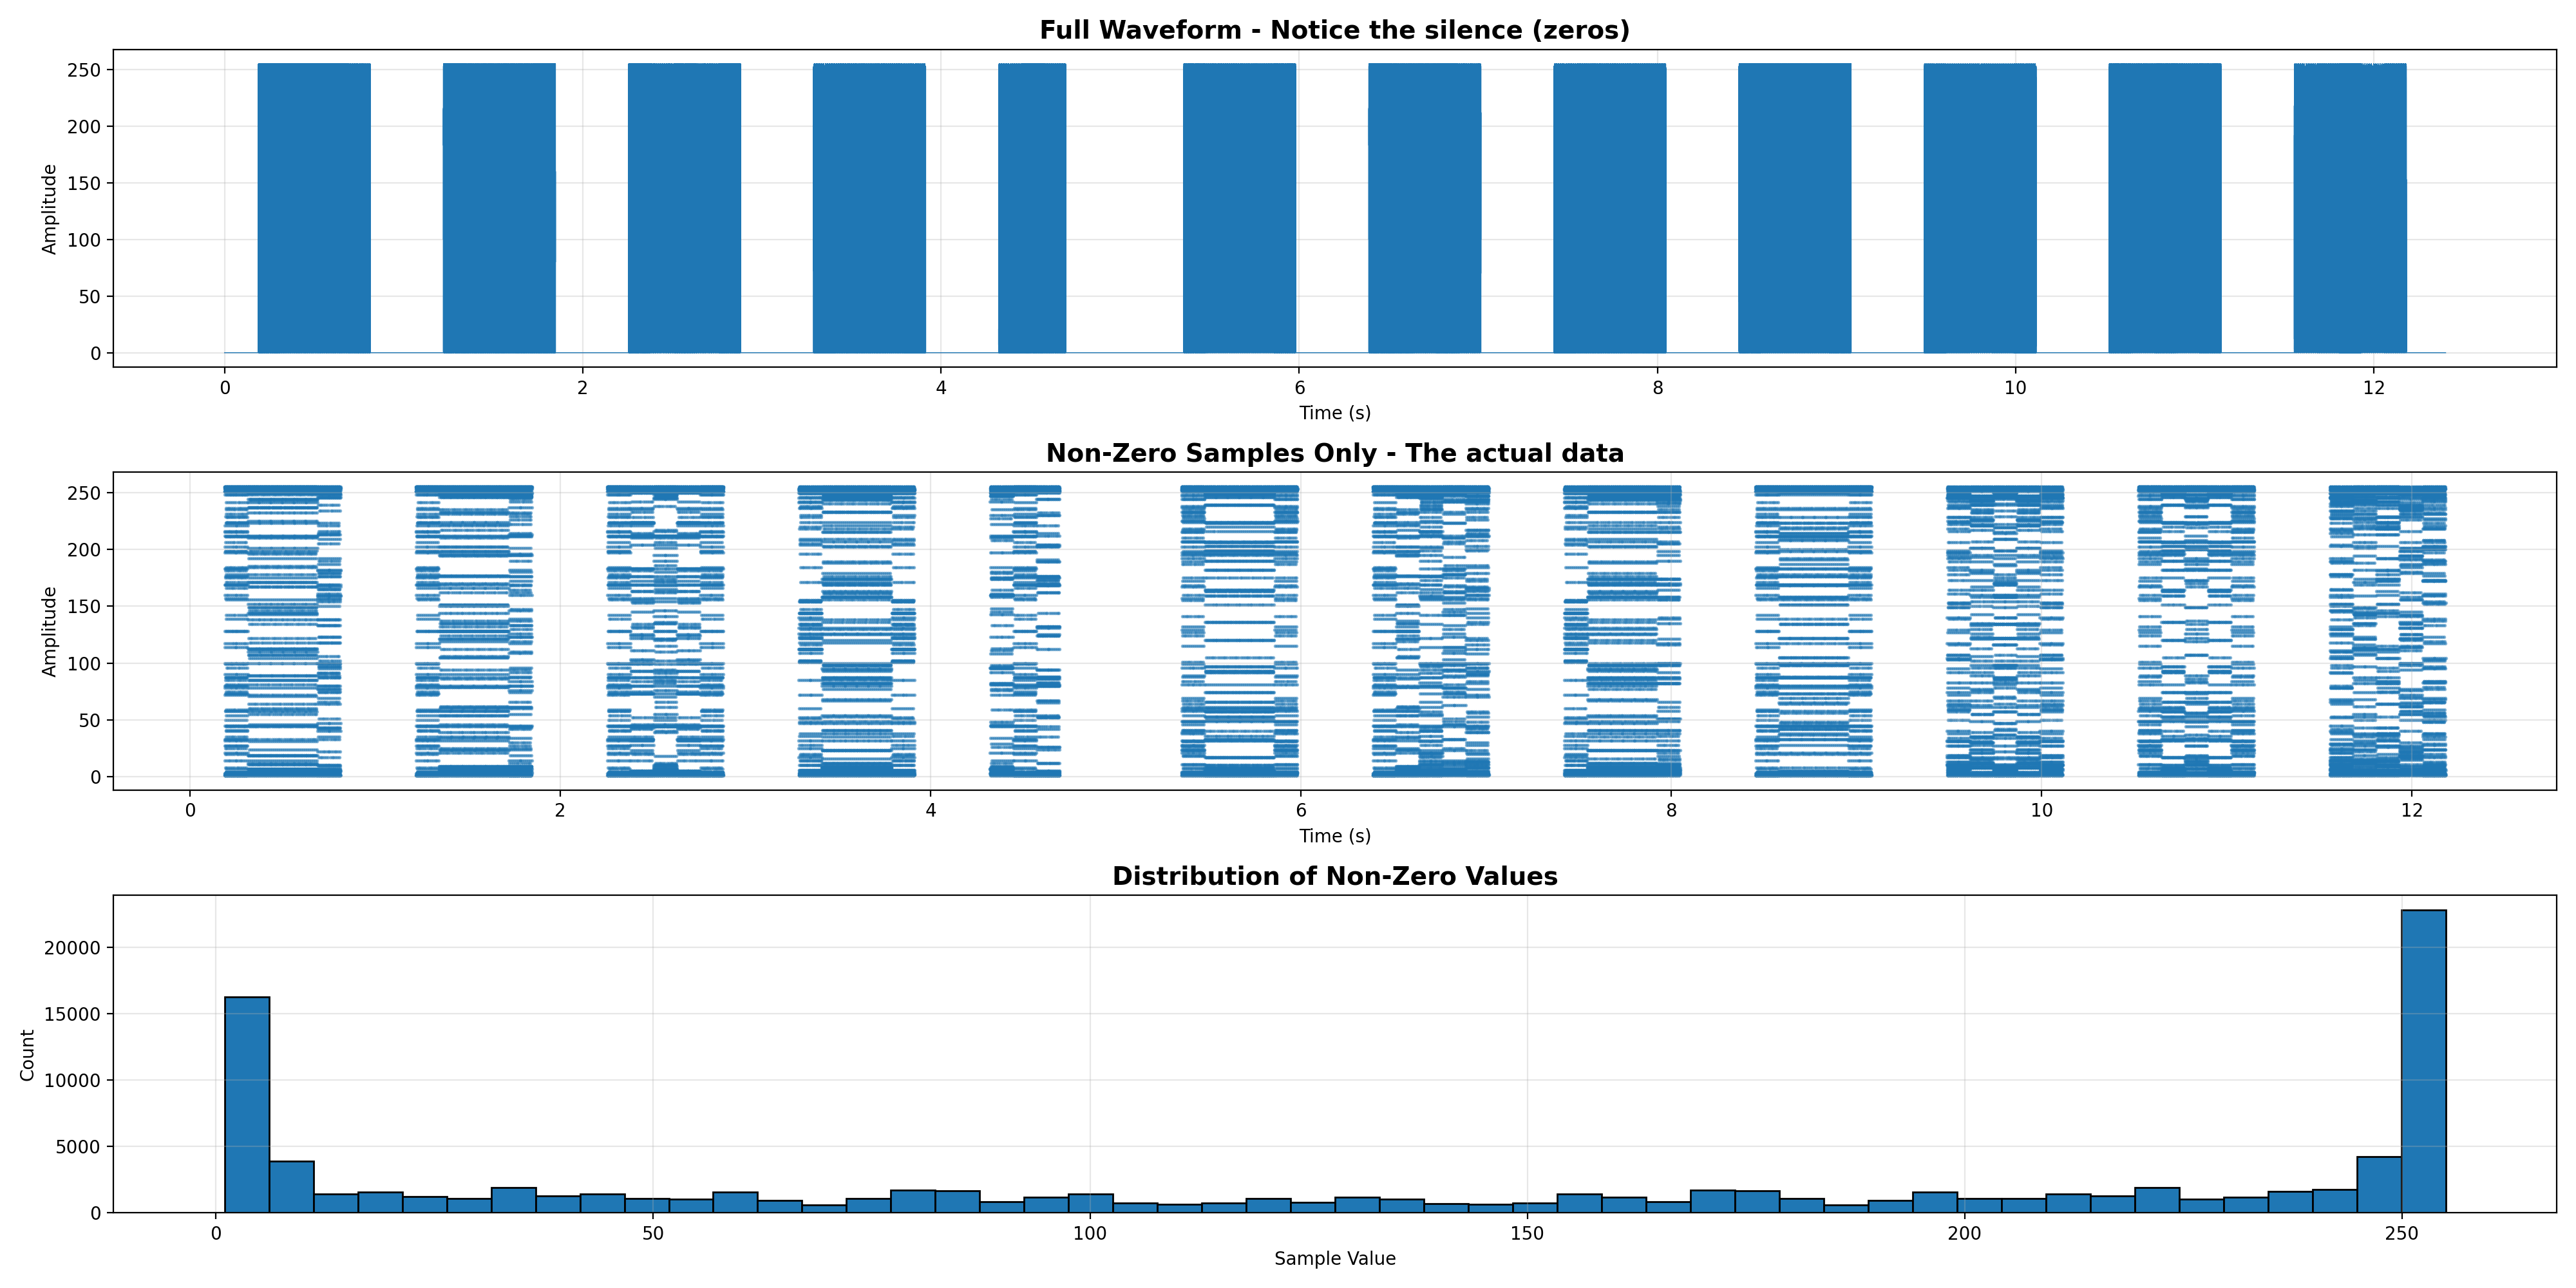 Full Waveform - Notice the silence (zeros)
250
200
150
100
50
0
Amplitude
0 2 4 6 8 10 12
Time (s)
Non-Zero Samples Only - The actual data
250
200
150
100
50
0
Amplitude
0 2 4 6 8 10 12
Time (s)
Distribution of Non-Zero Values
20000
15000
10000
5000
0
Count
0 50 100 150 200 250
Sample Value